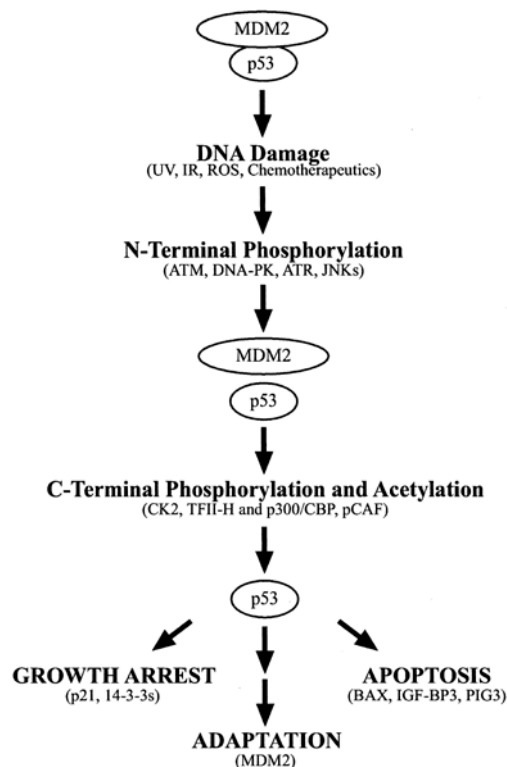 MDM2
p53
DNA Damage
(UV, IR, ROS, Chemotherapeutics)
N-Terminal Phosphorylation
(ATM, DNA-PK, ATR, JNKs)
MDM2
p53
C-Terminal Phosphorylation and Acetylation
(CK2, TFII-H and p300/CBP, pCAF)
p53
GROWTH ARREST
(p21, 14-3-3s)
APOPTOSIS
(BAX, IGF-BP3, PIG3)
ADAPTATION
(MDM2)